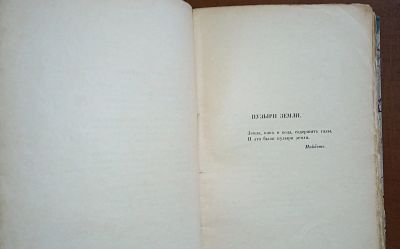 ПУЗЫРИ ЗЕМЛИ.
Земля, какъ и вода, содержитъ газы,
И это были пузыри земли.
Макбетъ.